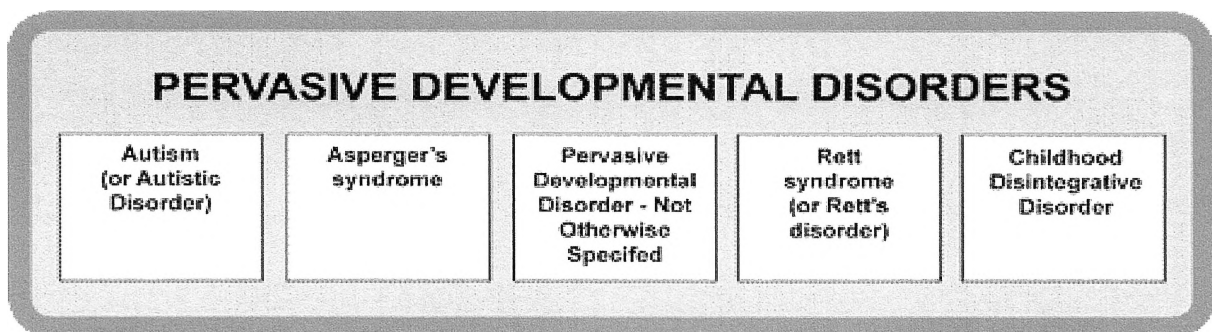 PERVASIVE DEVELOPMENTAL DISORDERS
Autism
(or Autistic
Disorder)
Asperger's
syndrome
Pervasive
Developmental
Disorder - Not
Otherwise
Specifed
Rett
syndrome
(or Rett's
disorder)
Childhood
Disintegrative
Disorder